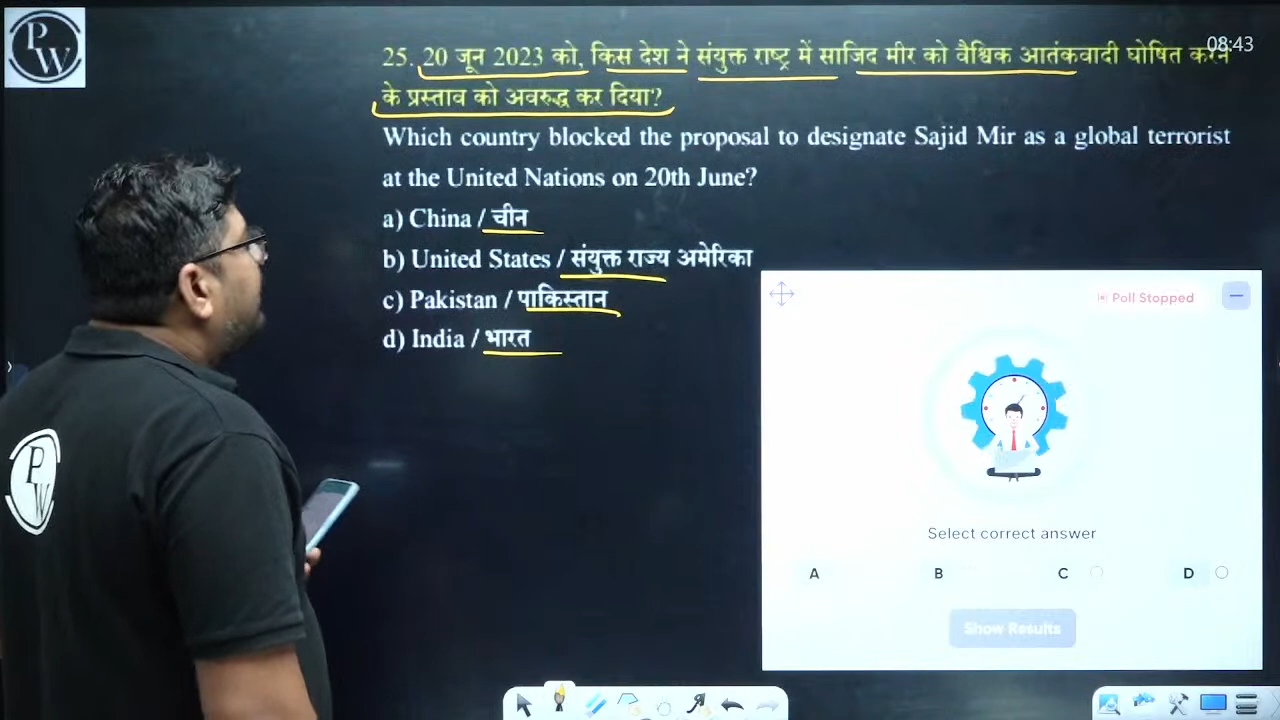 PW
08:43
25. 20 जून 2023 को, किस देश ने संयुक्त राष्ट्र में साजिद मीर को वैश्विक आतंकवादी घोषित करने
के प्रस्ताव को अवरुद्ध कर दिया?
Which country blocked the proposal to designate Sajid Mir as a global terrorist
at the United Nations on 20th June?
a) China / चीन
b) United States / संयुक्त राज्य अमेरिका
c) Pakistan / पाकिस्तान
d) India / भारत
Poll Stopped
Select correct answer
A B C D
Show Results
PW